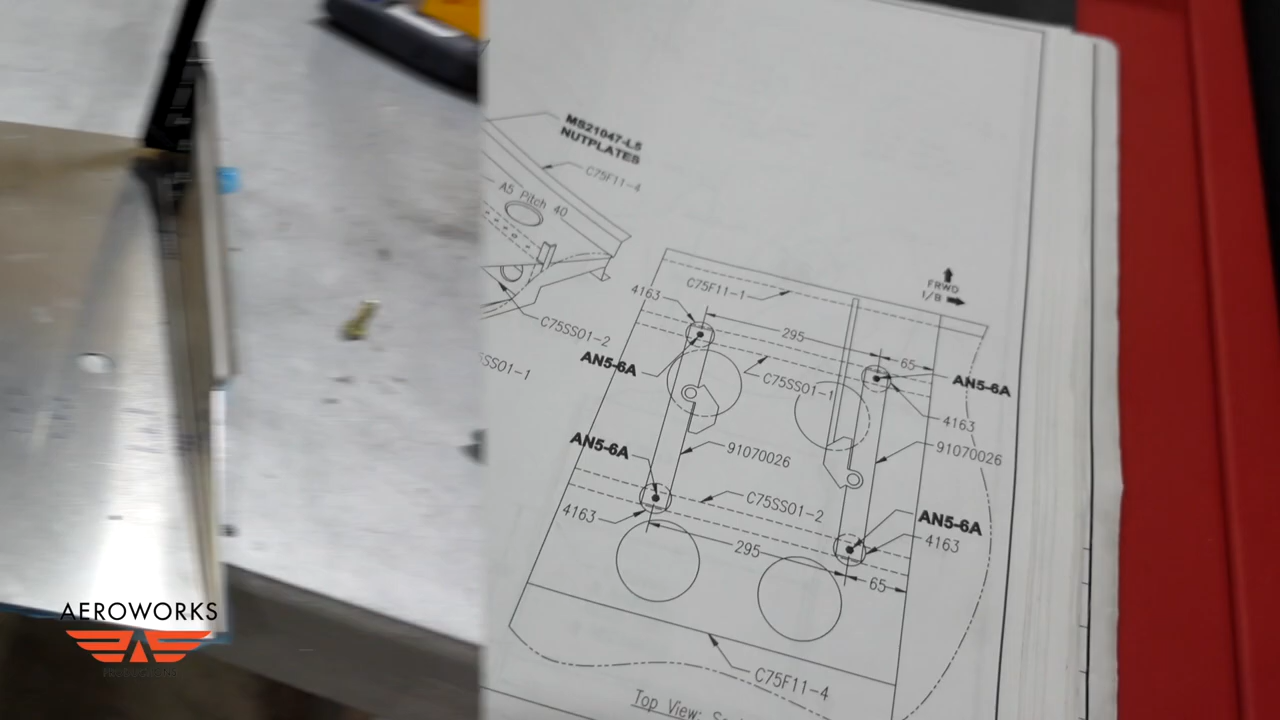 MS21047-L5
NUTPLATES
C75F11-4
A5 Pitch 40
C75SS01-2
SS01-1
FRWD
I/B
4163
C75F11-1
295
65
AN5-6A
C75SS01-1
AN5-6A
4163
91070026
AN5-6A
91070026
C75SS01-2
4163
AN5-6A
4163
295
65
C75F11-4
Top View:
AEROWORKS
PRODUCTIONS